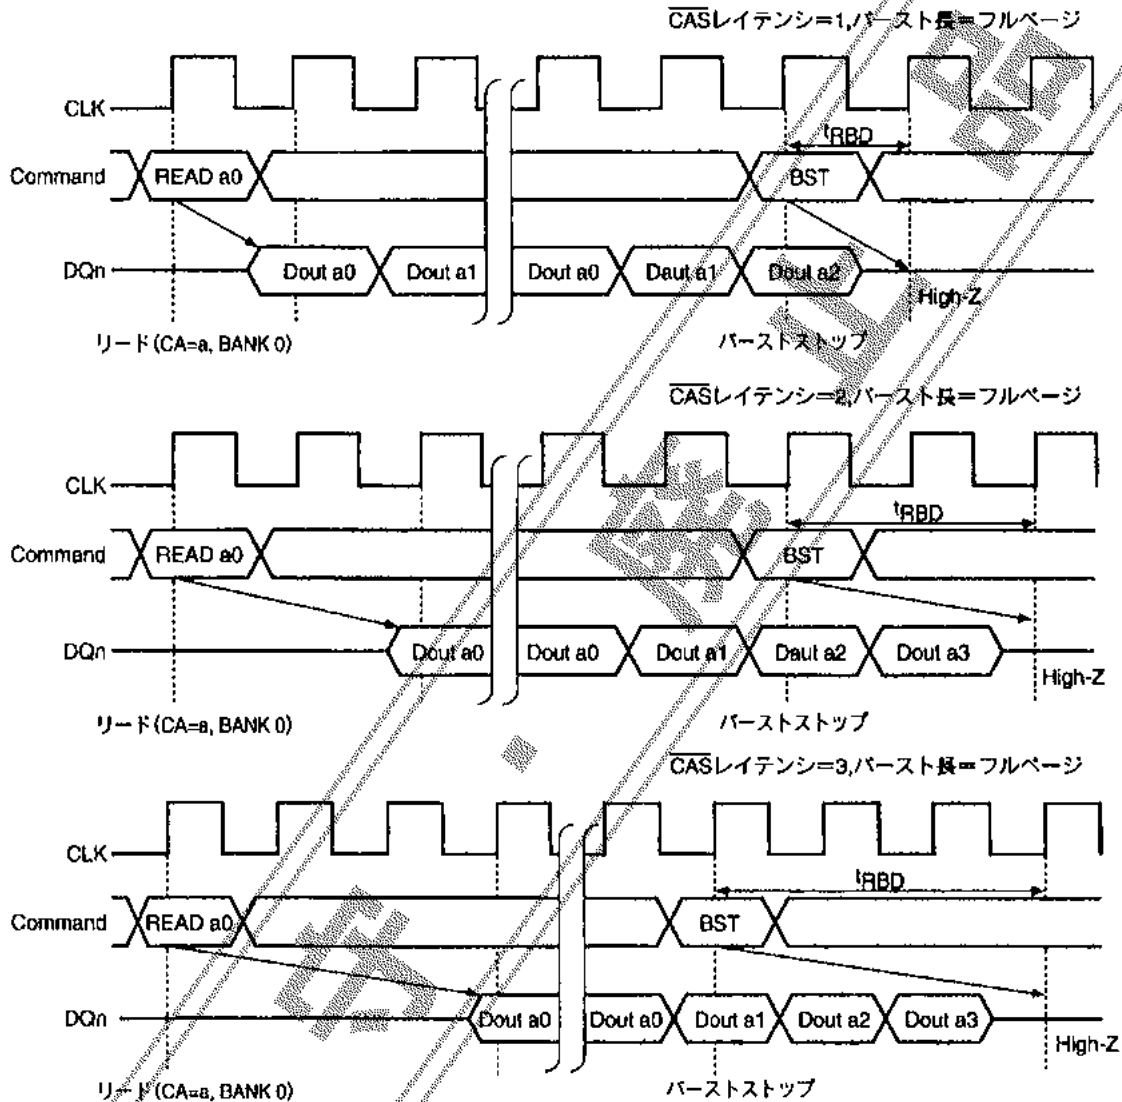 CASレイテンシ=1,バースト長=フルページ
CLK
tRBD
Command READ a0 BST
DQn Dout a0 Dout a1 Dout a0 Daut a1 Dout a2
High-Z
リード(CA=a, BANK 0) バーストストップ
CASレイテンシ=2,バースト長=フルページ
CLK
tRBD
Command READ a0 BST
DQn Dout a0 Dout a0 Dout a1 Daut a2 Dout a3
High-Z
リード(CA=a, BANK 0) バーストストップ
CASレイテンシ=3,バースト長=フルページ
CLK
tRBD
Command READ a0 BST
DQn Dout a0 Dout a0 Dout a1 Dout a2 Dout a3
High-Z
リード(CA=a, BANK 0) バーストストップ